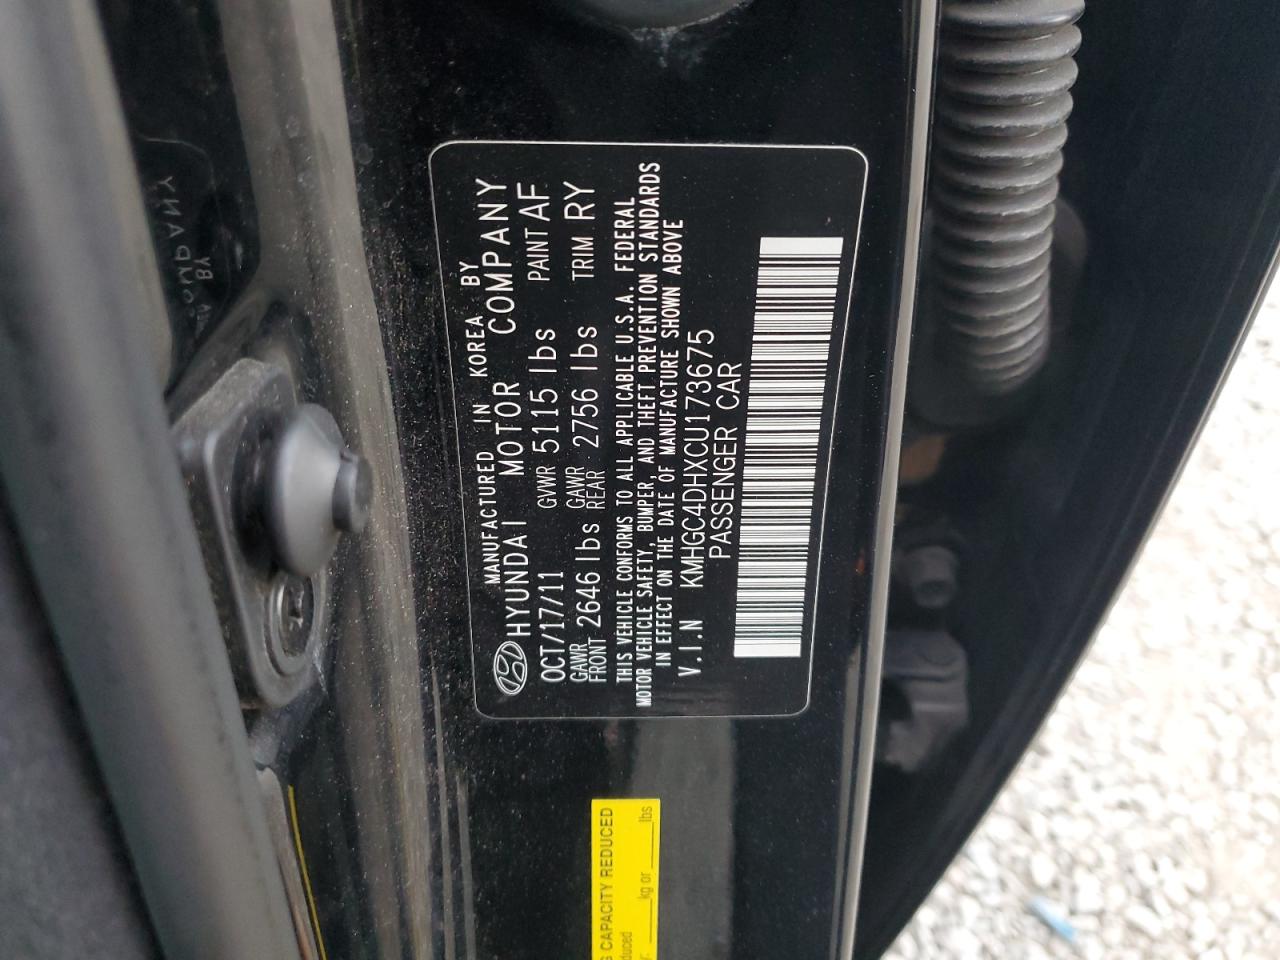 MANUFACTURED IN KOREA BY
HYUNDAI MOTOR COMPANY
OCT/17/11 GVWR 5115 lbs PAINT AF
GAWR FRONT 2646 lbs GAWR REAR 2756 lbs TRIM RY
THIS VEHICLE CONFORMS TO ALL APPLICABLE U.S.A. FEDERAL
MOTOR VEHICLE SAFETY, BUMPER, AND THEFT PREVENTION STANDARDS
IN EFFECT ON THE DATE OF MANUFACTURE SHOWN ABOVE
V.I.N KMHGC4DHXCU173675
PASSENGER CAR
CAPACITY REDUCED
kg or lbs